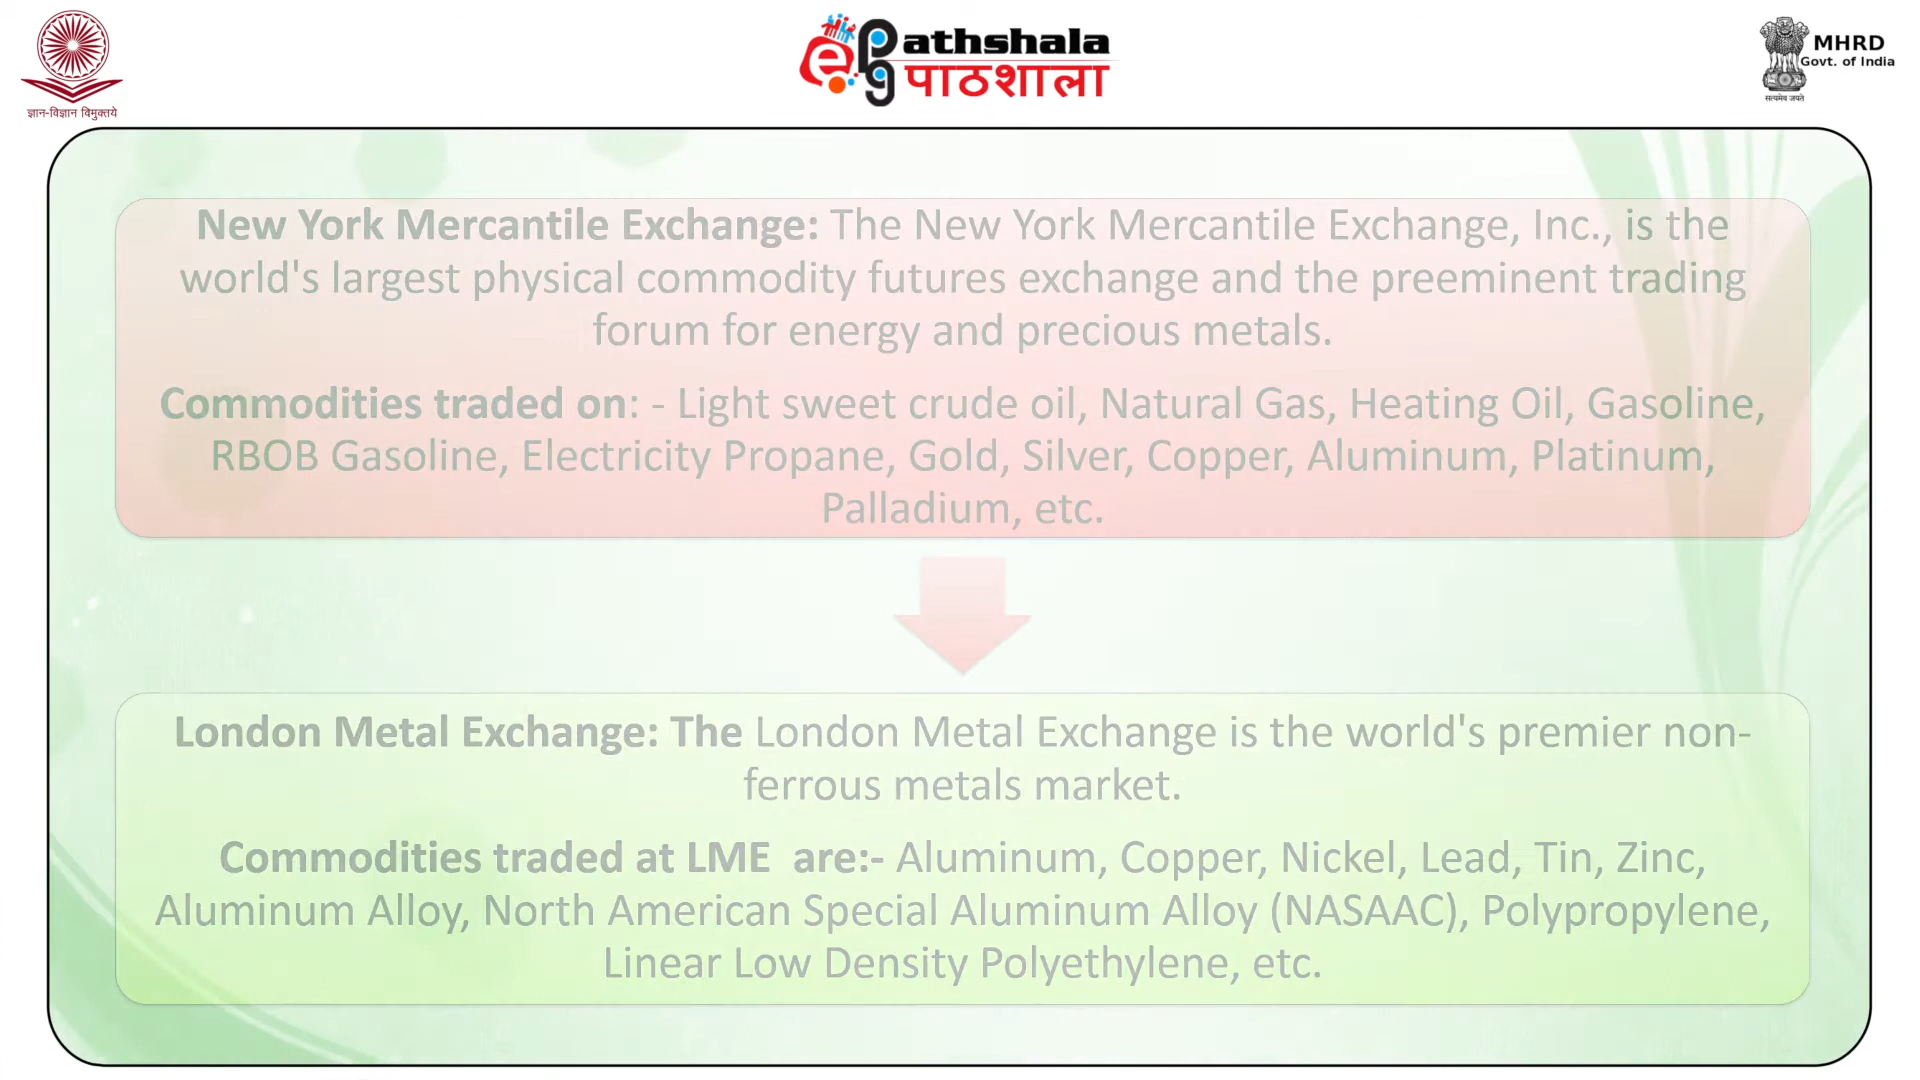 ज्ञान-विज्ञान विमुक्तये
ePg athshala
पाठशाला
MHRD
Govt. of India
सत्यमेव जयते
New York Mercantile Exchange: The New York Mercantile Exchange, Inc., is the
world's largest physical commodity futures exchange and the preeminent trading
forum for energy and precious metals.
Commodities traded on: - Light sweet crude oil, Natural Gas, Heating Oil, Gasoline,
RBOB Gasoline, Electricity Propane, Gold, Silver, Copper, Aluminum, Platinum,
Palladium, etc.
London Metal Exchange: The London Metal Exchange is the world's premier non-
ferrous metals market.
Commodities traded at LME  are:- Aluminum, Copper, Nickel, Lead, Tin, Zinc,
Aluminum Alloy, North American Special Aluminum Alloy (NASAAC), Polypropylene,
Linear Low Density Polyethylene, etc.